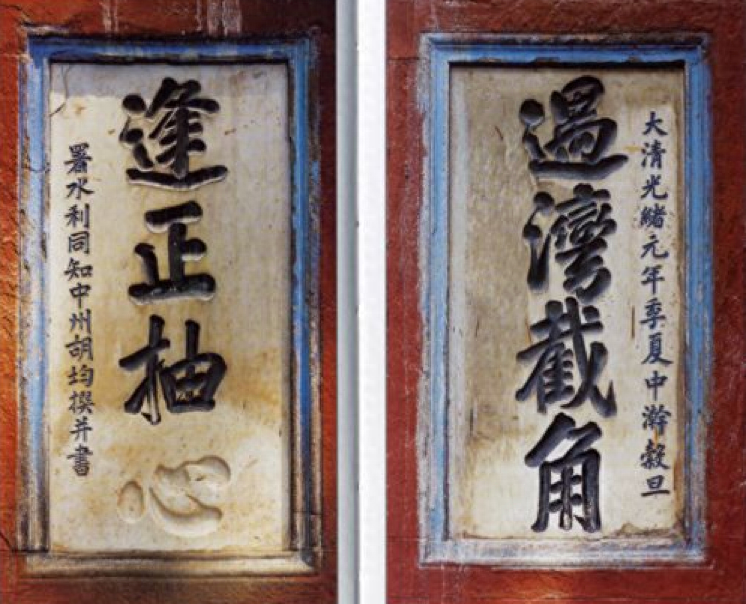 大清光緒元年季夏中澣穀旦
遇灣截角
逢正抽心
署水利同知中州胡均撰并書